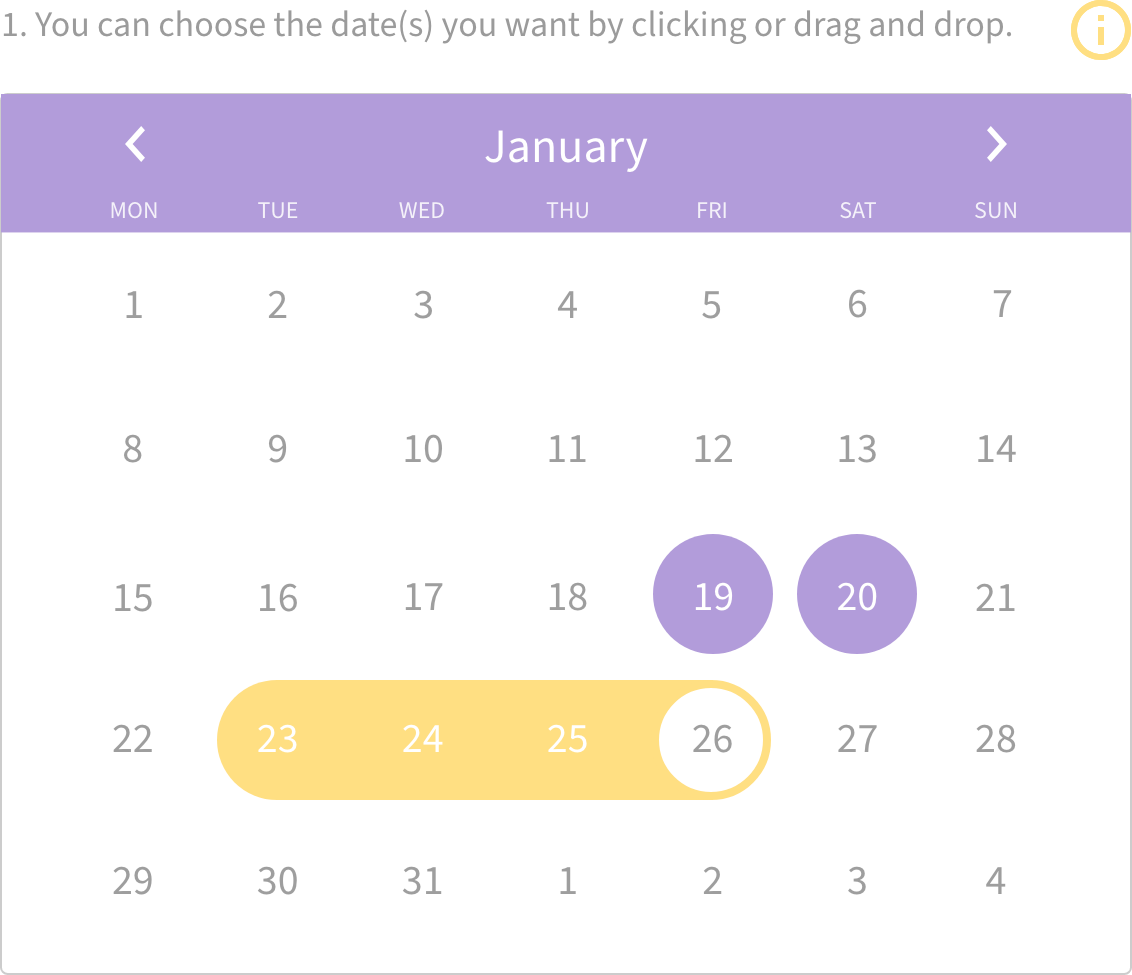 1. You can choose the date(s) you want by clicking or drag and drop.
January
MON TUE WED THU FRI SAT SUN
1 2 3 4 5 6 7
8 9 10 11 12 13 14
15 16 17 18 19 20 21
22 23 24 25 26 27 28
29 30 31 1 2 3 4